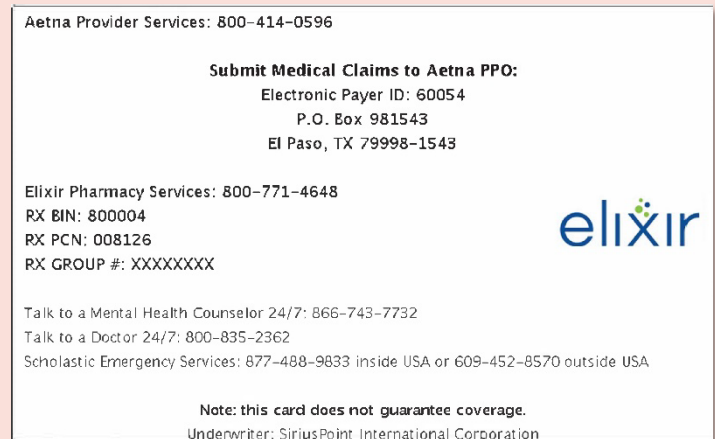 Aetna Provider Services: 800-414-0596
Submit Medical Claims to Aetna PPO:
Electronic Payer ID: 60054
P.O. Box 981543
El Paso, TX 79998-1543
Elixir Pharmacy Services: 800-771-4648
RX BIN: 800004
RX PCN: 008126
RX GROUP #: XXXXXXXX
elixir
Talk to a Mental Health Counselor 24/7: 866-743-7732
Talk to a Doctor 24/7: 800-835-2362
Scholastic Emergency Services: 877-488-9833 inside USA or 609-452-8570 outside USA
Note: this card does not guarantee coverage.
Underwriter: SiriusPoint International Corporation